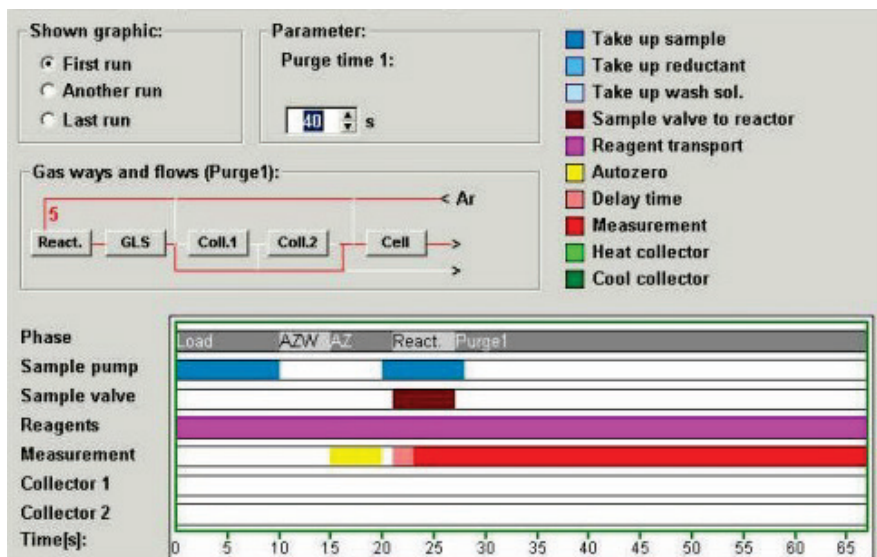 Shown graphic:
First run
Another run
Last run
Parameter:
Purge time 1:
40 s
Take up sample
Take up reductant
Take up wash sol.
Sample valve to reactor
Reagent transport
Autozero
Delay time
Measurement
Heat collector
Cool collector
Gas ways and flows (Purge1):
< Ar
5
React. GLS Coll.1 Coll.2 Cell >
>
Phase Load AZW AZ React. Purge1
Sample pump
Sample valve
Reagents
Measurement
Collector 1
Collector 2
Time[s]: 0 5 10 15 20 25 30 35 40 45 50 55 60 65